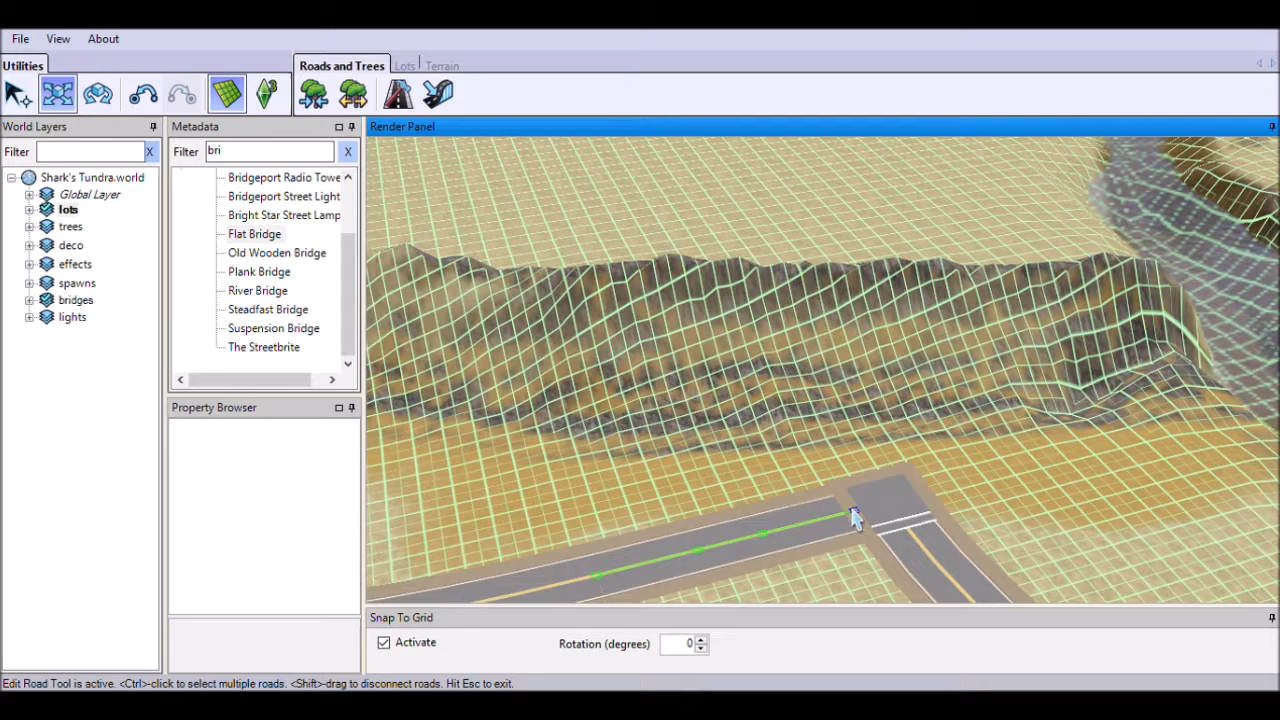 File View About
Utilities
Roads and Trees Lots Terrain
World Layers
Metadata
Render Panel
Filter X
Filter bri X
Shark's Tundra.world
Global Layer
lots
trees
deco
effects
spawns
bridges
lights
Bridgeport Radio Towe
Bridgeport Street Light
Bright Star Street Lamp
Flat Bridge
Old Wooden Bridge
Plank Bridge
River Bridge
Steadfast Bridge
Suspension Bridge
The Streetbrite
Property Browser
Snap To Grid
Activate Rotation (degrees) 0
Edit Road Tool is active. <Ctrl>-click to select multiple roads. <Shift>-drag to disconnect roads. Hit Esc to exit.